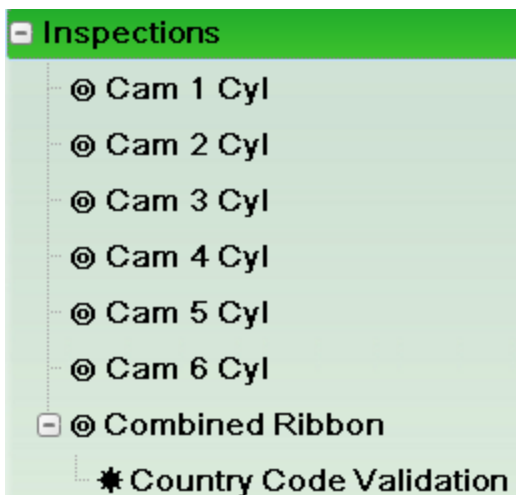 Inspections
Cam 1 Cyl
Cam 2 Cyl
Cam 3 Cyl
Cam 4 Cyl
Cam 5 Cyl
Cam 6 Cyl
Combined Ribbon
Country Code Validation